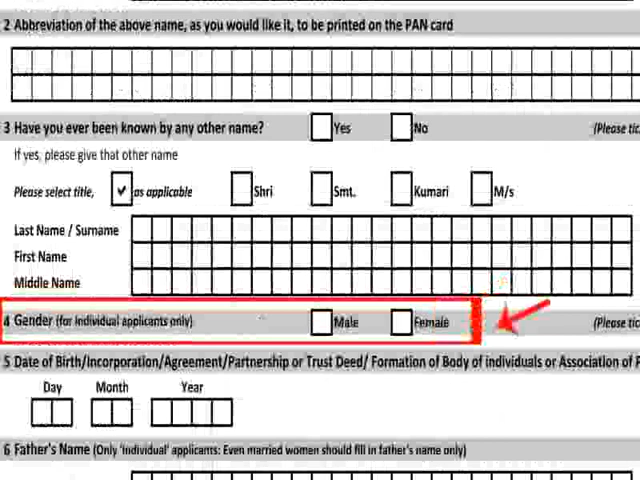 2 Abbreviation of the above name, as you would like it, to be printed on the PAN card
3 Have you ever been known by any other name? Yes No (Please tic
If yes, please give that other name
Please select title, ✓ as applicable Shri Smt. Kumari M/s
Last Name / Surname
First Name
Middle Name
4 Gender (for Individual applicants only) Male Female (Please tic
5 Date of Birth/Incorporation/Agreement/Partnership or Trust Deed/ Formation of Body of individuals or Association of P
Day Month Year
6 Father's Name (Only 'Individual' applicants: Even married women should fill in father's name only)